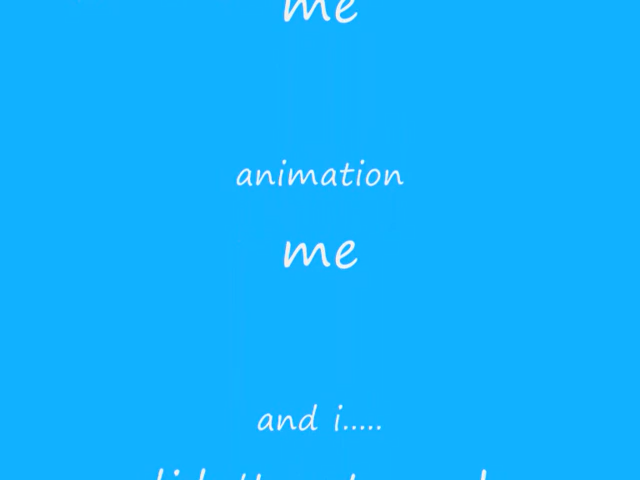 me
animation
me
and i.....